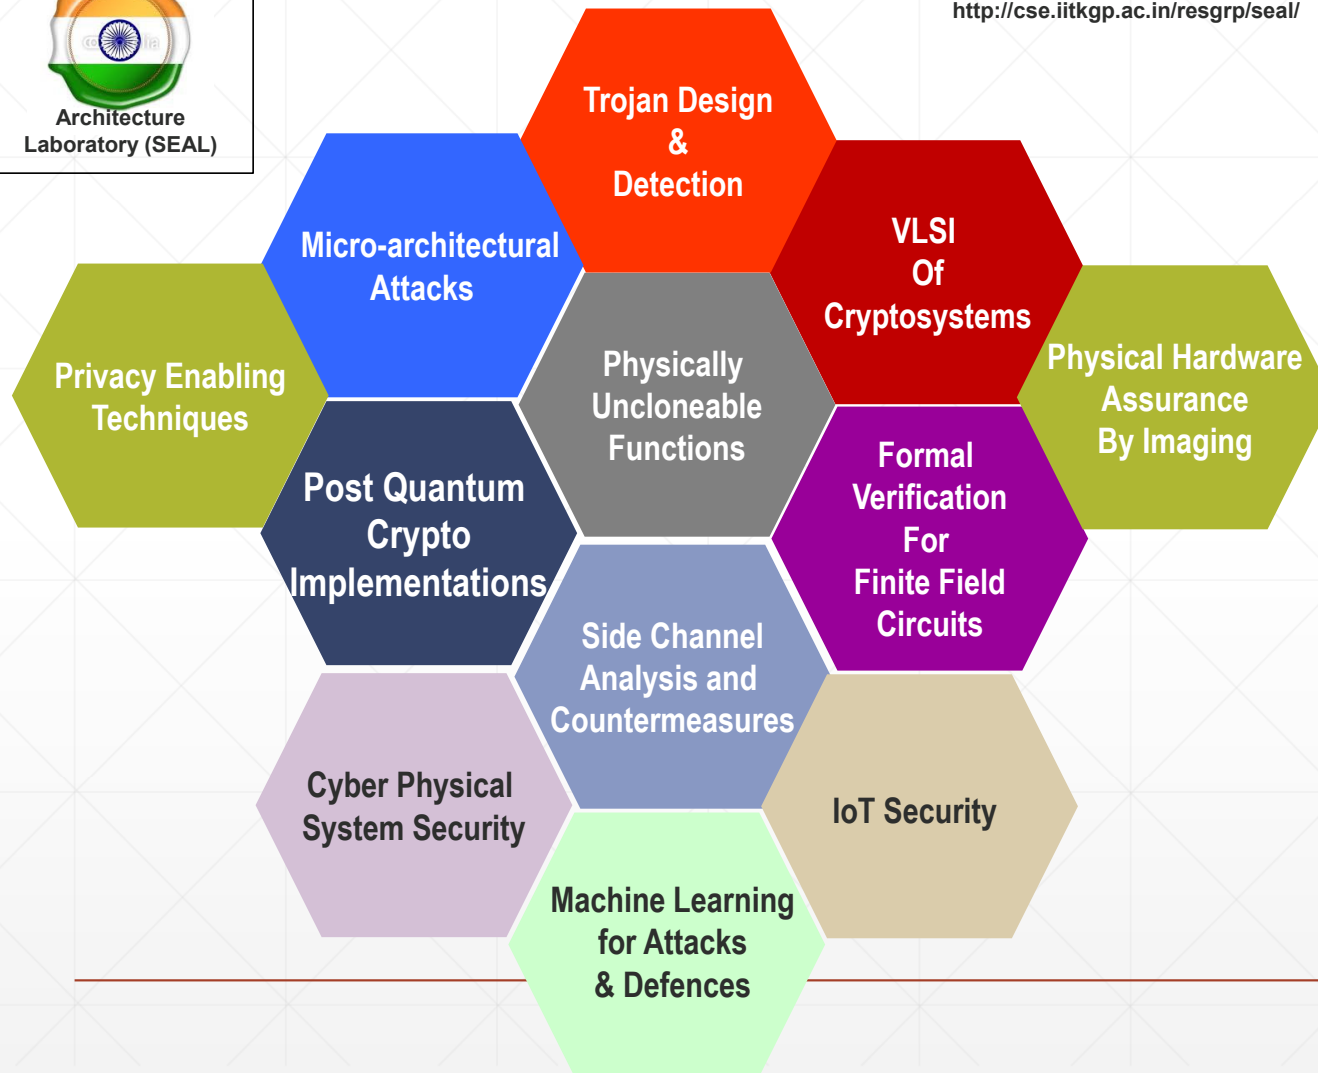 http://cse.iitkgp.ac.in/resgrp/seal/
Architecture
Laboratory (SEAL)
Trojan Design
&
Detection
Micro-architectural
Attacks
VLSI
Of
Cryptosystems
Privacy Enabling
Techniques
Physically
Uncloneable
Functions
Physical Hardware
Assurance
By Imaging
Post Quantum
Crypto
Implementations
Formal
Verification
For
Finite Field
Circuits
Side Channel
Analysis and
Countermeasures
Cyber Physical
System Security
IoT Security
Machine Learning
for Attacks
& Defences